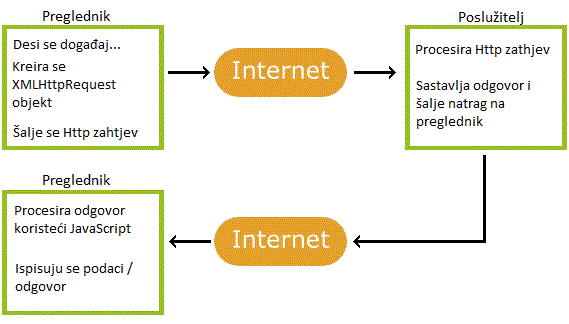 Preglednik
Desi se događaj...
Kreira se
XMLHttpRequest
objekt
Šalje se Http zahtjev
Internet
Poslužitelj
Procesira Http zathjev
Sastavlja odgovor i
šalje natrag na
preglednik
Internet
Preglednik
Procesira odgovor
koristeći JavaScript
Ispisuju se podaci /
odgovor